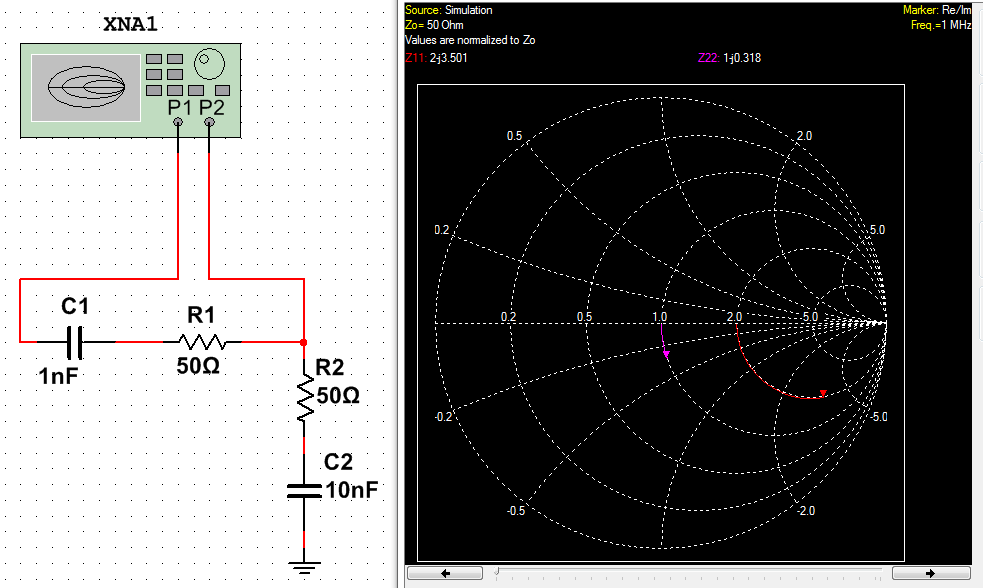 XNA1
P1 P2
C1
1nF
R1
50Ω
R2
50Ω
C2
10nF
Source: Simulation
Marker: Re/Im
Zo= 50 Ohm
Freq.=1 MHz
Values are normalized to Zo
Z11: 2-j3.501
Z22: 1-j0.318
0.5
2.0
0.2
5.0
0.2
0.5
1.0
2.0
5.0
-0.2
-5.0
-0.5
-2.0